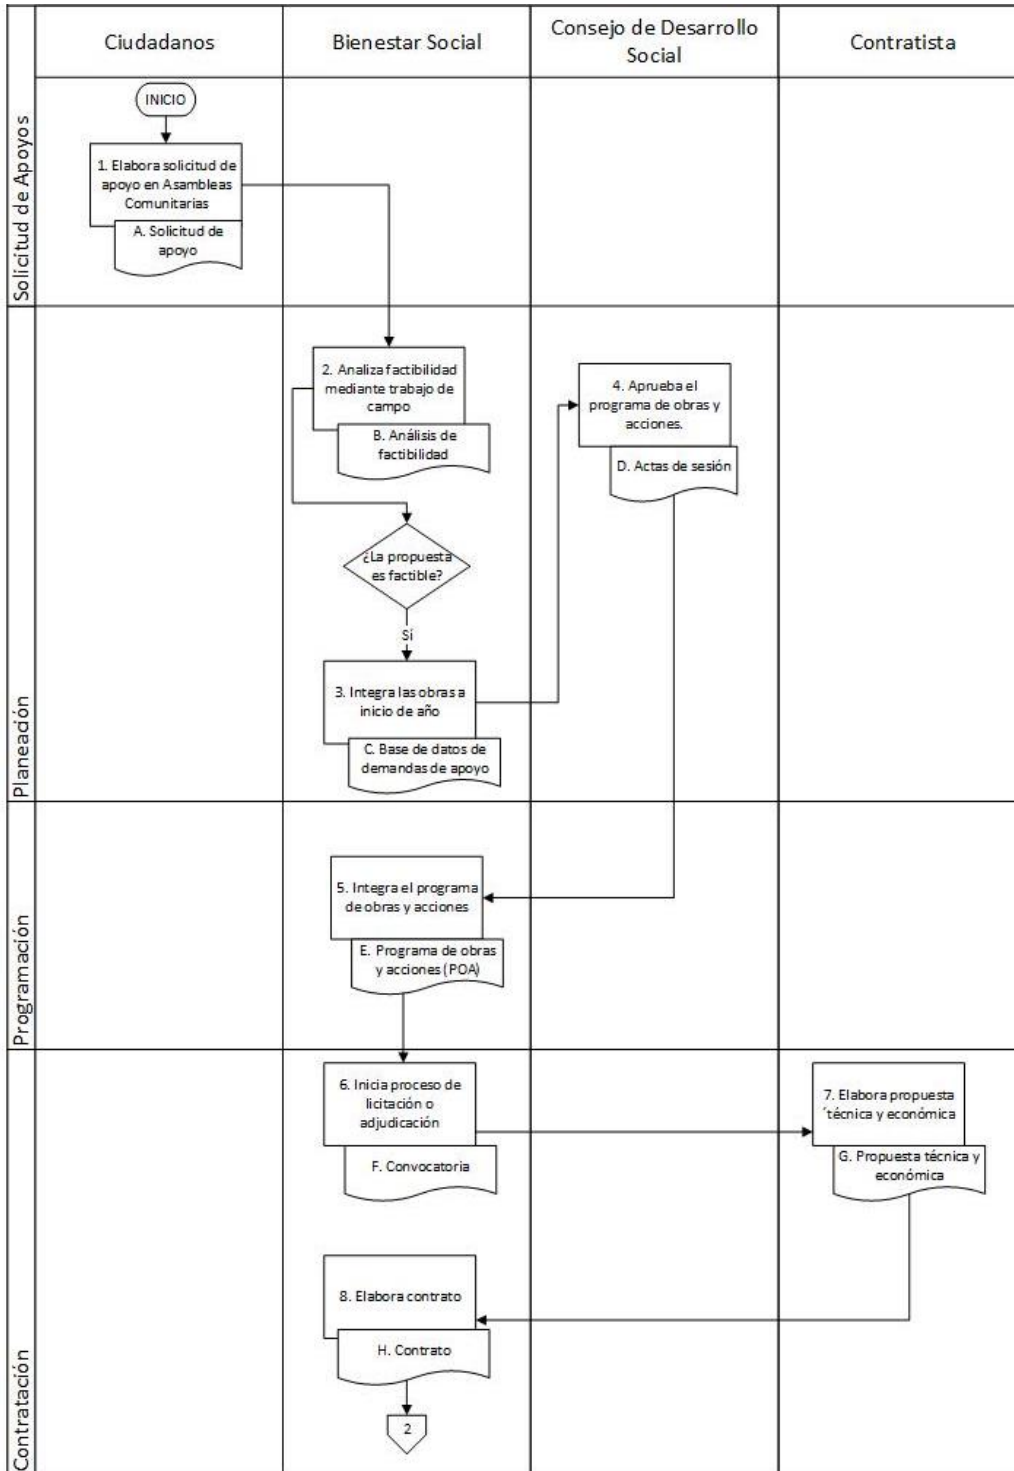 Ciudadanos
Bienestar Social
Consejo de Desarrollo
Social
Contratista
Solicitud de Apoyos
INICIO
1. Elabora solicitud de
apoyo en Asambleas
Comunitarias
A. Solicitud de
apoyo
Planeación
2. Analiza factibilidad
mediante trabajo de
campo
B. Análisis de
factibilidad
¿La propuesta
es factible?
Sí
3. Integra las obras a
inicio de año
C. Base de datos de
demandas de apoyo
4. Aprueba el
programa de obras y
acciones.
D. Actas de sesión
Programación
5. Integra el programa
de obras y acciones
E. Programa de obras
y acciones (POA)
Contratación
6. Inicia proceso de
licitación o
adjudicación
F. Convocatoria
7. Elabora propuesta
´técnica y económica
G. Propuesta técnica y
económica
8. Elabora contrato
H. Contrato
2